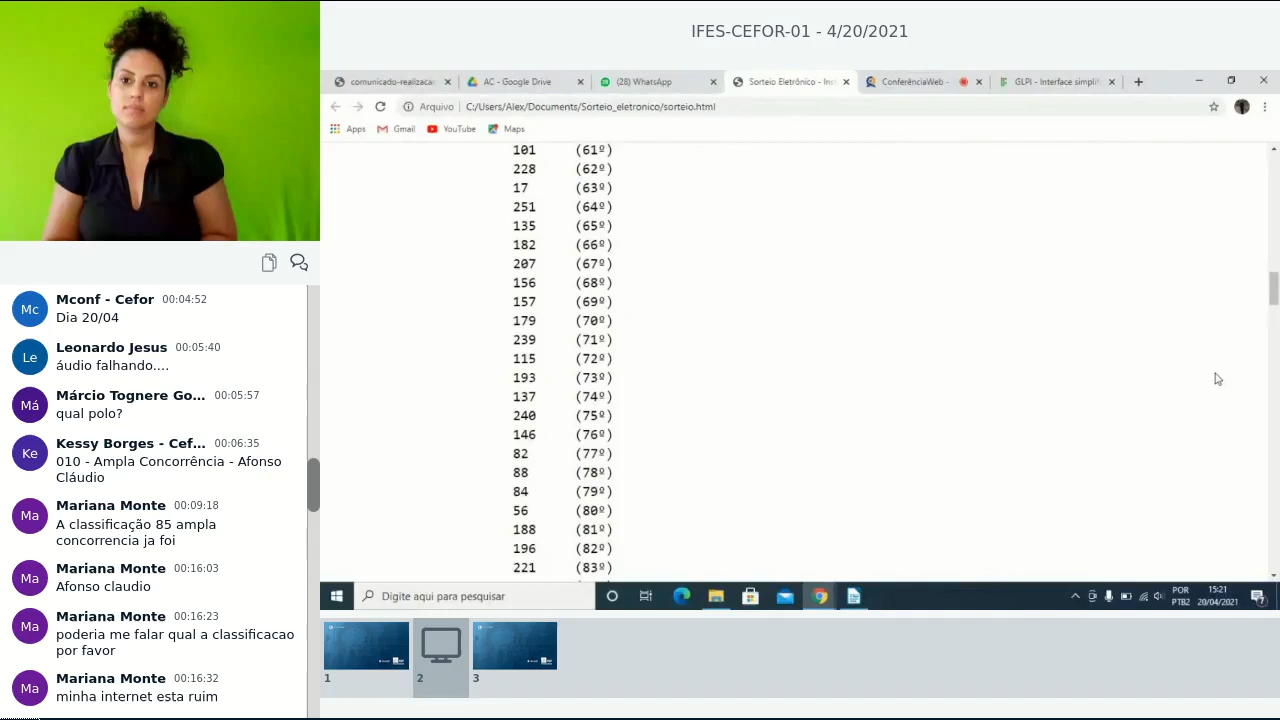 IFES-CEFOR-01 - 4/20/2021
comunicado-realizaca
AC - Google Drive
(28) WhatsApp
Sorteio Eletrônico - Ins
ConferênciaWeb -
GLPI - Interface simplif
Arquivo C:/Users/Alex/Documents/Sorteio_eletronico/sorteio.html
Apps Gmail YouTube Maps
101 (61º)
228 (62º)
17 (63º)
251 (64º)
135 (65º)
182 (66º)
207 (67º)
156 (68º)
157 (69º)
179 (70º)
239 (71º)
115 (72º)
193 (73º)
137 (74º)
240 (75º)
146 (76º)
82 (77º)
88 (78º)
84 (79º)
56 (80º)
188 (81º)
196 (82º)
221 (83º)
Mc Mconf - Cefor 00:04:52
Dia 20/04
Le Leonardo Jesus 00:05:40
áudio falhando....
Má Márcio Tognere Go... 00:05:57
qual polo?
Ke Kessy Borges - Cef... 00:06:35
010 - Ampla Concorrência - Afonso
Cláudio
Ma Mariana Monte 00:09:18
A classificação 85 ampla
concorrencia ja foi
Ma Mariana Monte 00:16:03
Afonso claudio
Ma Mariana Monte 00:16:23
poderia me falar qual a classificacao
por favor
Ma Mariana Monte 00:16:32
minha internet esta ruim
Digite aqui para pesquisar
POR
PTB2
15:21
20/04/2021
1
2
3